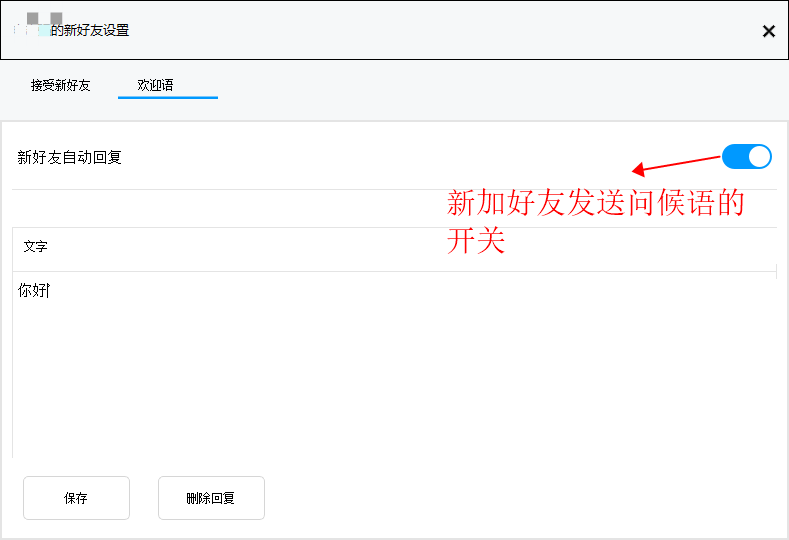 的新好友设置
接受新好友 欢迎语
新好友自动回复
新加好友发送问候语的
开关
文字
你好
保存 删除回复